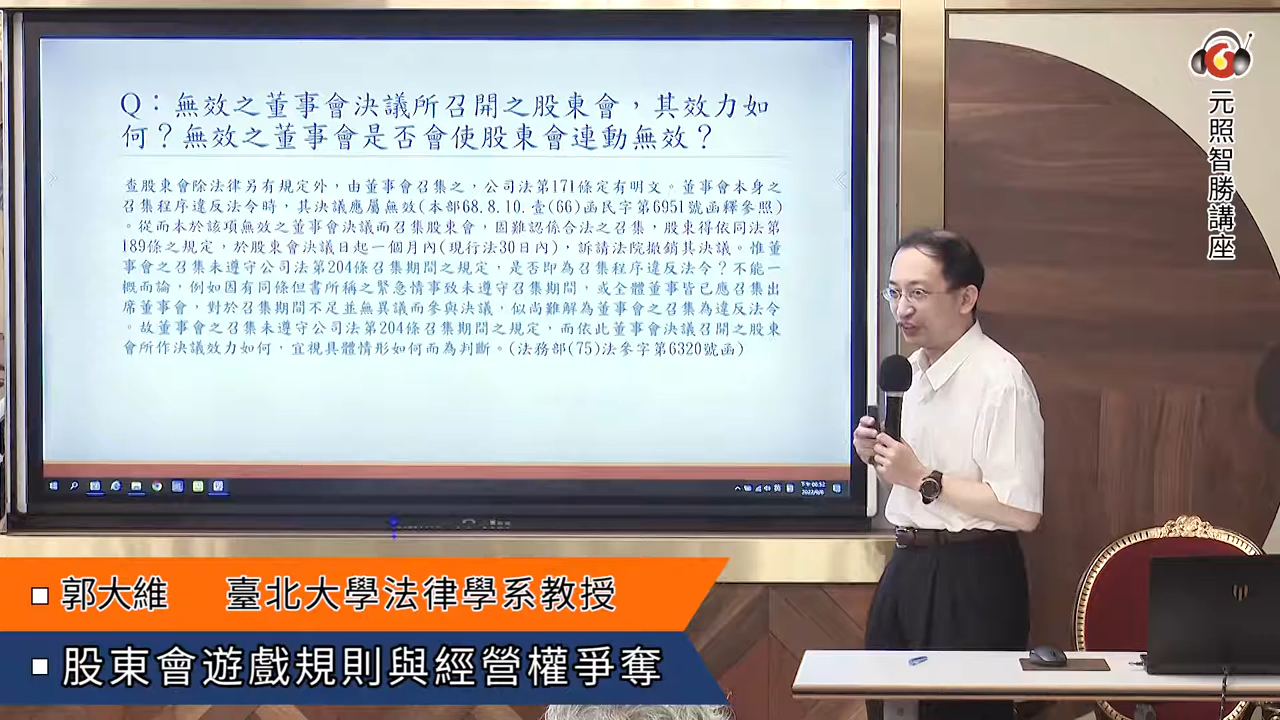 Q：無效之董事會決議所召開之股東會，其效力如
何？無效之董事會是否會使股東會連動無效？
查股東會除法律另有規定外，由董事會召集之，公司法第171條定有明文。董事會本身之
召集程序違反法令時，其決議應屬無效(本部68.8.10.壹(66)函民字第6951號函釋參照)
。從而本於該項無效之董事會決議而召集股東會，固難認係合法之召集，股東得依同法第
189條之規定，於股東會決議日起一個月內(現行法30日內)，訴請法院撤銷其決議。惟董
事會之召集未遵守公司法第204條召集期間之規定，是否即為召集程序違反法令？不能一
概而論，例如因有同條但書所稱之緊急情事致未遵守召集期間，或全體董事皆已應召集出
席董事會，對於召集期間不足並無異議而參與決議，似尚難解為董事會之召集為違反法令
。故董事會之召集未遵守公司法第204條召集期間之規定，而依此董事會決議召開之股東
會所作決議效力如何，宜視具體情形如何而為判斷。(法務部(75)法參字第6320號函)
下午 06:52
2022/8/8
元照智勝講座
郭大維 臺北大學法律學系教授
股東會遊戲規則與經營權爭奪